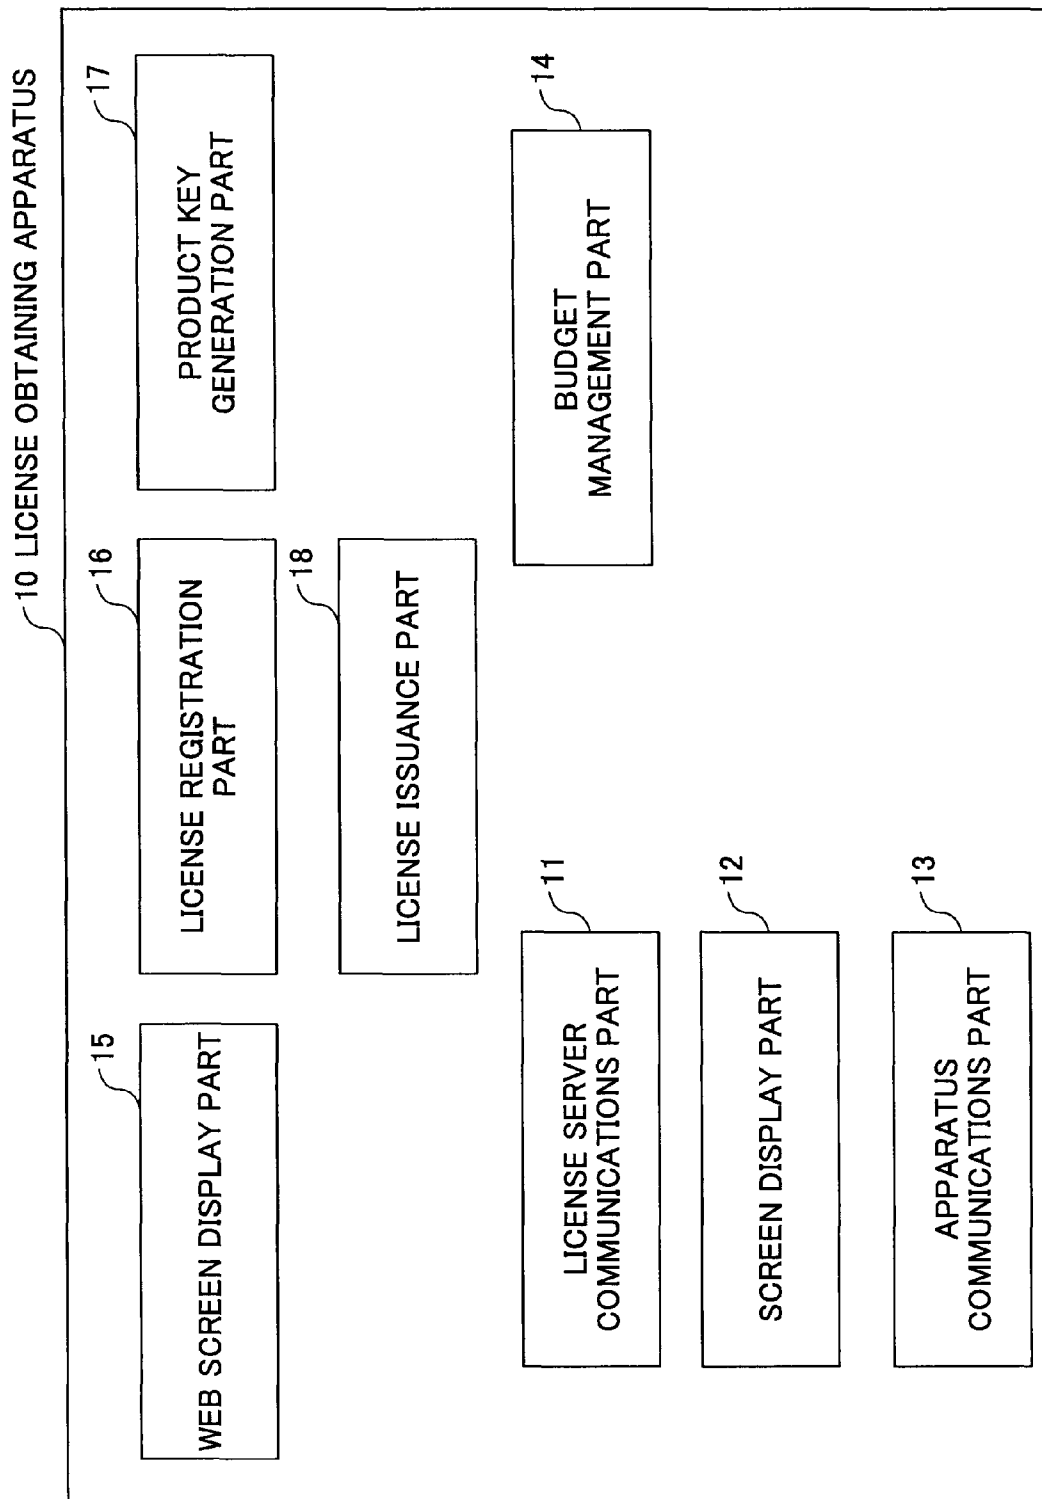 10 LICENSE OBTAINING APPARATUS
15
WEB SCREEN DISPLAY PART
16
LICENSE REGISTRATION
PART
17
PRODUCT KEY
GENERATION PART
18
LICENSE ISSUANCE PART
11
LICENSE SERVER
COMMUNICATIONS PART
14
BUDGET
MANAGEMENT PART
12
SCREEN DISPLAY PART
13
APPARATUS
COMMUNICATIONS PART